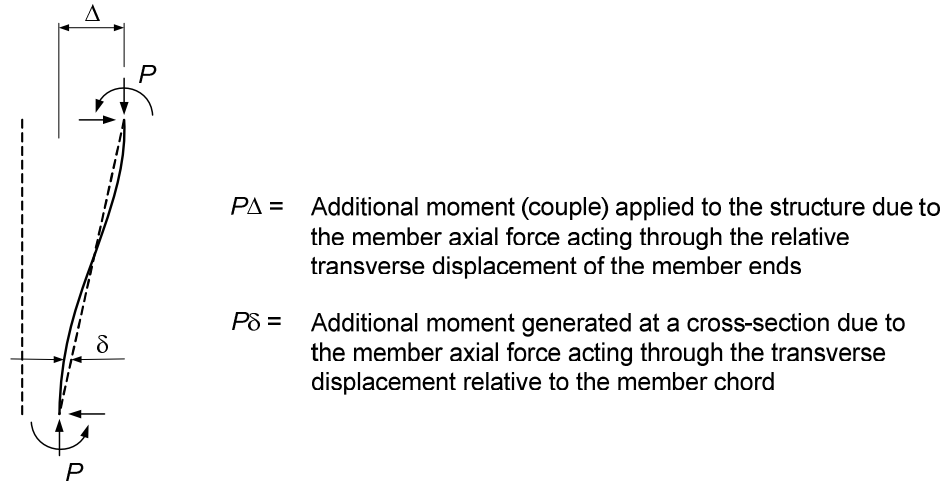 Δ
P
PΔ = Additional moment (couple) applied to the structure due to
the member axial force acting through the relative
transverse displacement of the member ends
Pδ = Additional moment generated at a cross-section due to
the member axial force acting through the transverse
displacement relative to the member chord
δ
P